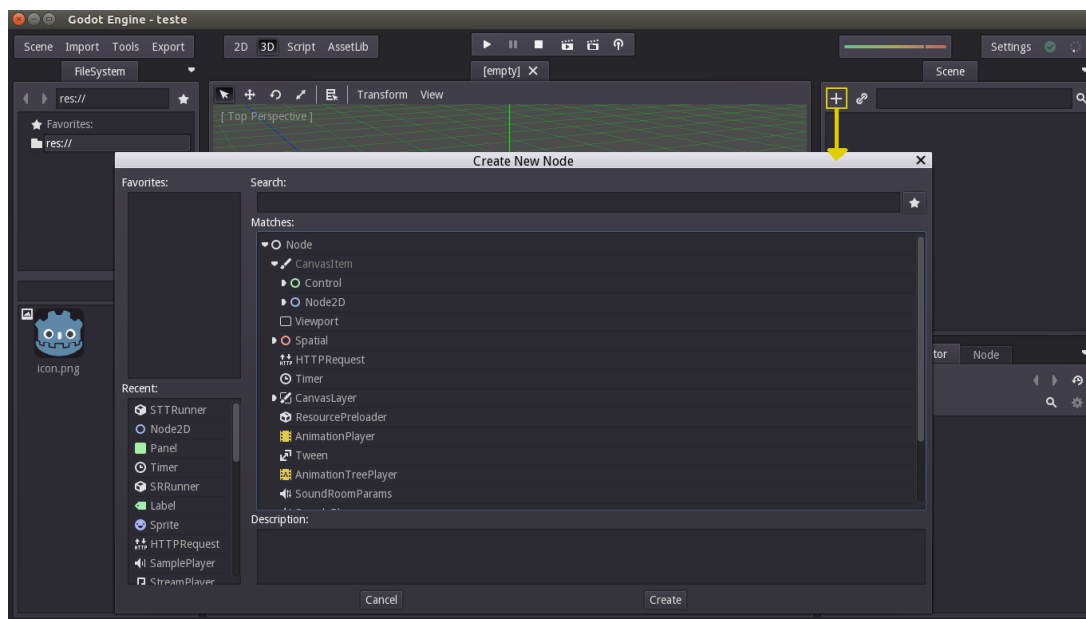 Godot Engine - teste
Scene Import Tools Export
2D 3D Script AssetLib
Settings
FileSystem
[empty]
Scene
res://
Transform View
[ Top Perspective ]
Favorites:
res://
Create New Node
Favorites:
Search:
Matches:
Node
CanvasItem
Control
Node2D
Viewport
Spatial
HTTPRequest
Timer
CanvasLayer
ResourcePreloader
AnimationPlayer
Tween
AnimationTreePlayer
SoundRoomParams
icon.png
Recent:
STTRunner
Node2D
Panel
Timer
SRRunner
Label
Sprite
HTTPRequest
SamplePlayer
StreamPlayer
Description:
Cancel
Create
tor
Node